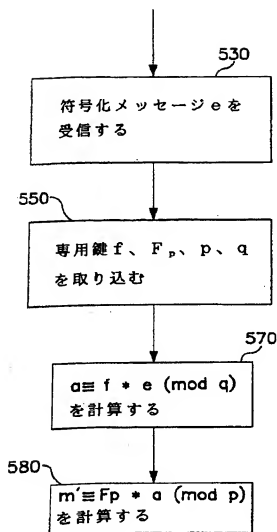 530
符号化メッセージeを
受信する
550
専用鍵f、Fp、p、q
を取り込む
570
a≡ f * e (mod q)
を計算する
580
m′≡Fp * a (mod p)
を計算する